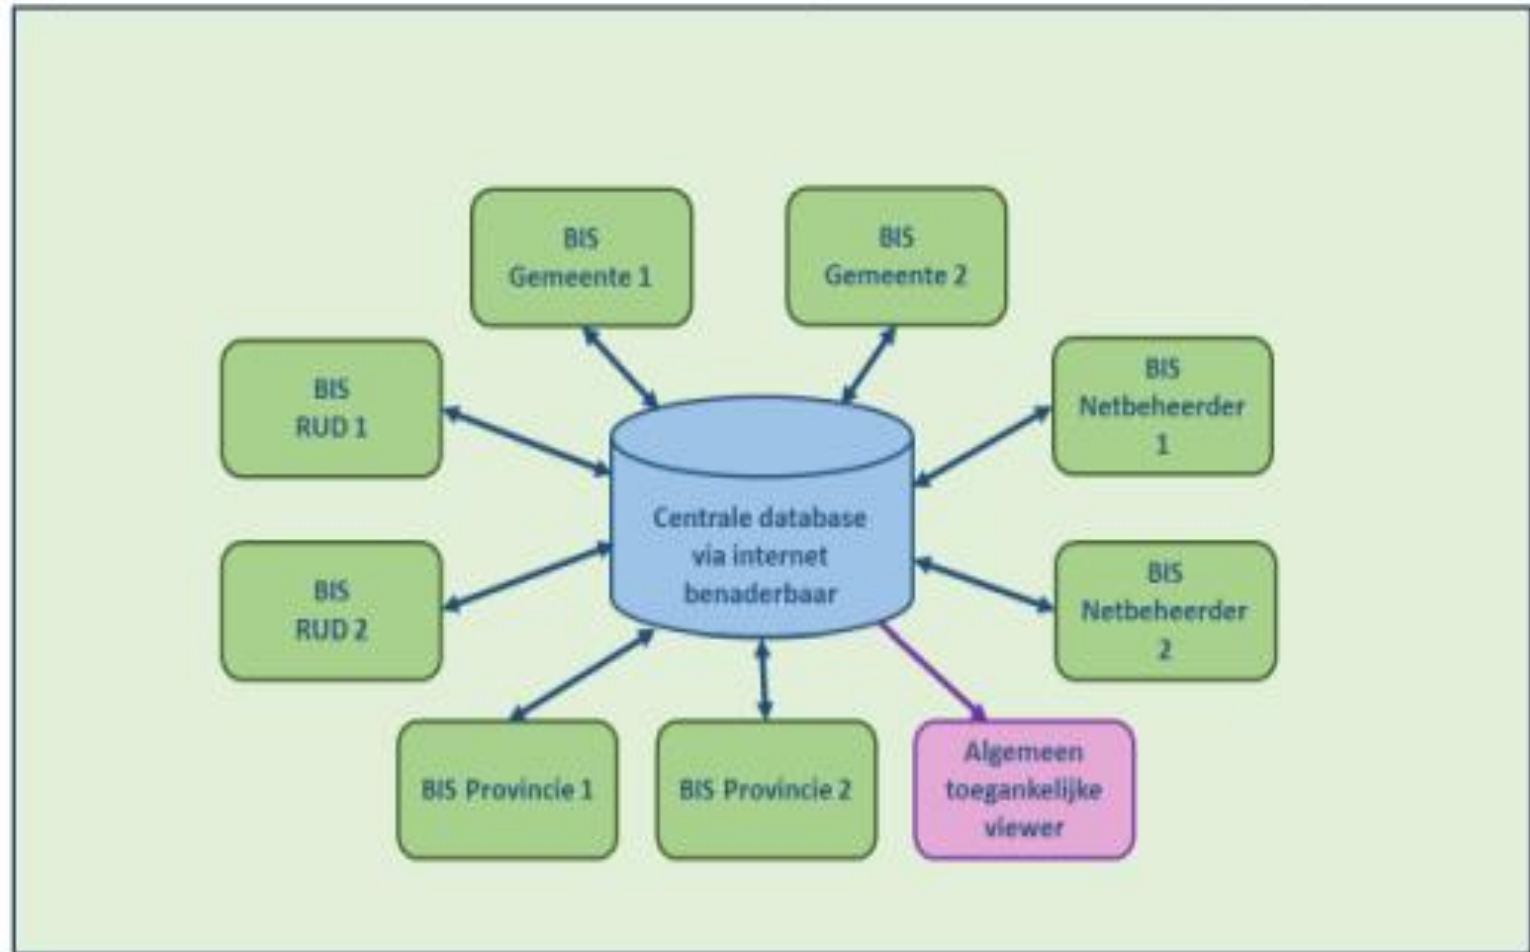 BIS
Gemeente 1
BIS
Gemeente 2
BIS
RUD 1
BIS
Netbeheerder
1
Centrale database
via internet
benaderbaar
BIS
RUD 2
BIS
Netbeheerder
2
BIS Provincie 1
BIS Provincie 2
Algemeen
toegankelijke
viewer